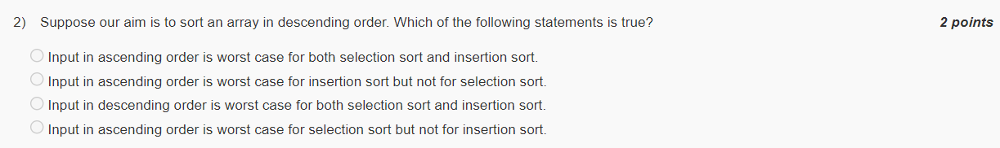 2) Suppose our aim is to sort an array in descending order. Which of the following statements is true? 2 points
Input in ascending order is worst case for both selection sort and insertion sort.
Input in ascending order is worst case for insertion sort but not for selection sort.
Input in descending order is worst case for both selection sort and insertion sort.
Input in ascending order is worst case for selection sort but not for insertion sort.